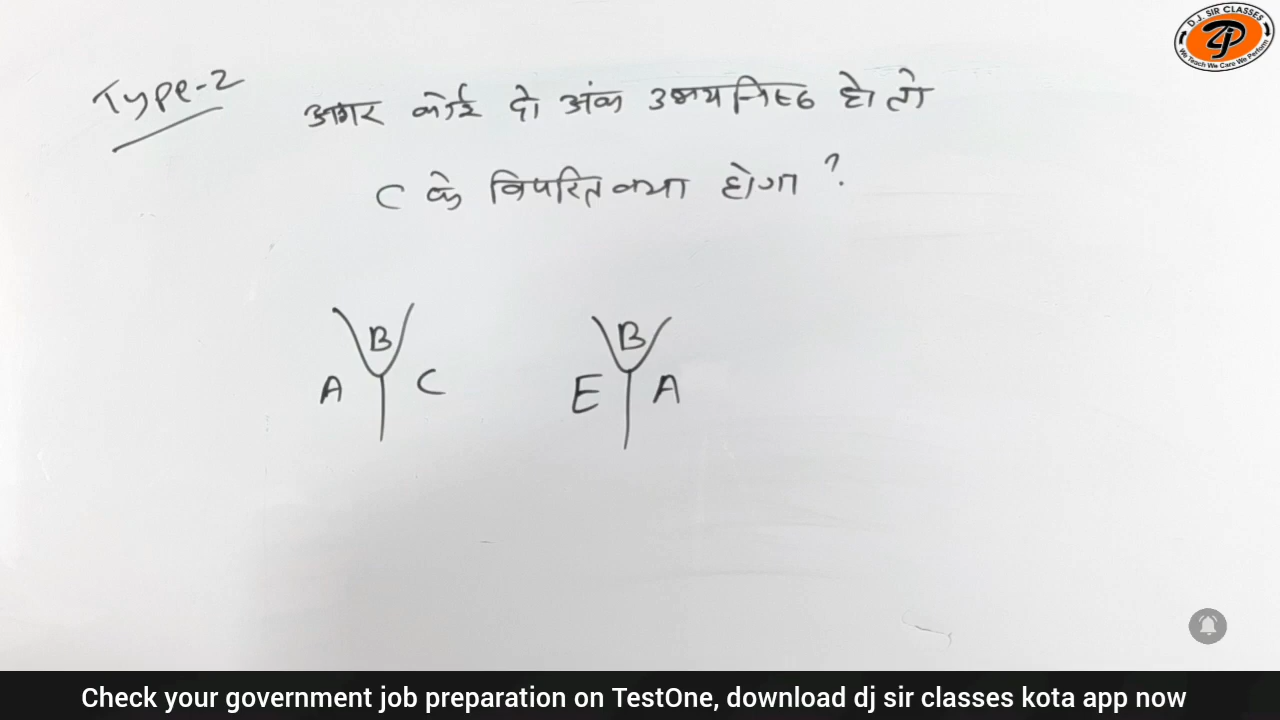 Type-2
अगर कोई दो अंक उभयनिष्ठ हो तो
C के विपरित क्या होगा ?
B
A C
B
E A
D.J. SIR CLASSES
We Teach We Care We Perform
Check your government job preparation on TestOne, download dj sir classes kota app now